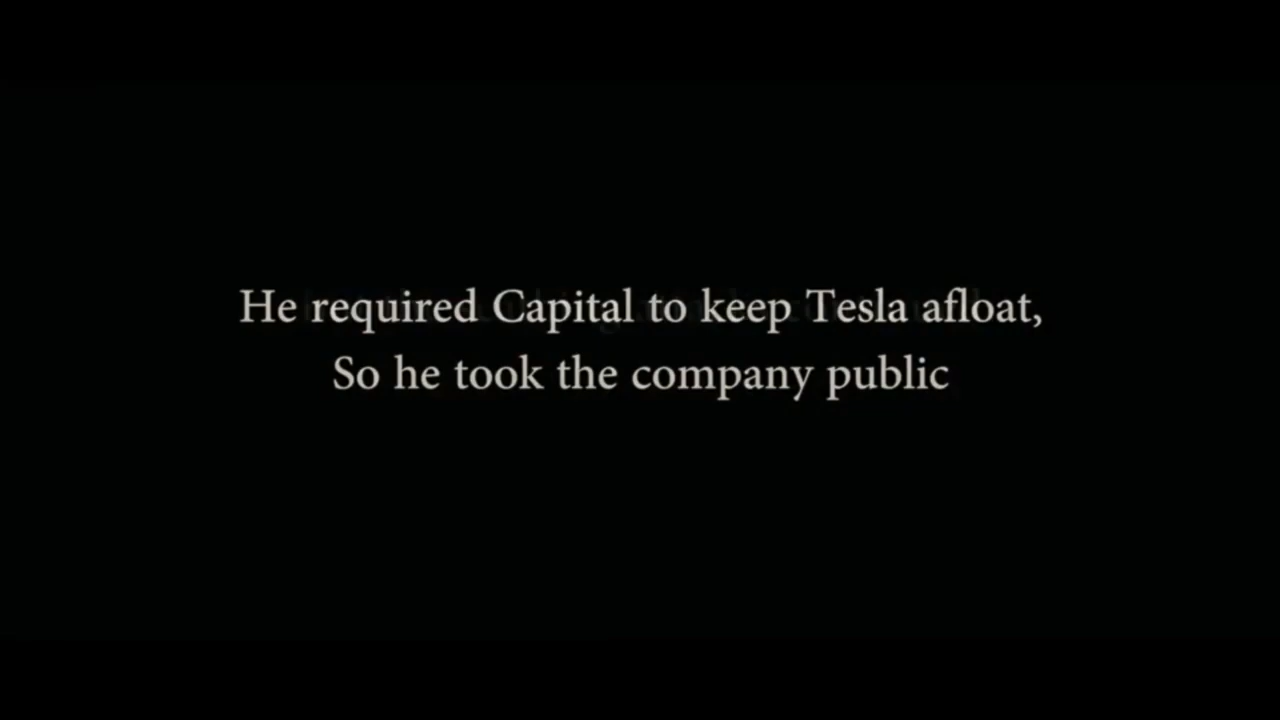 He required Capital to keep Tesla afloat,
So he took the company public